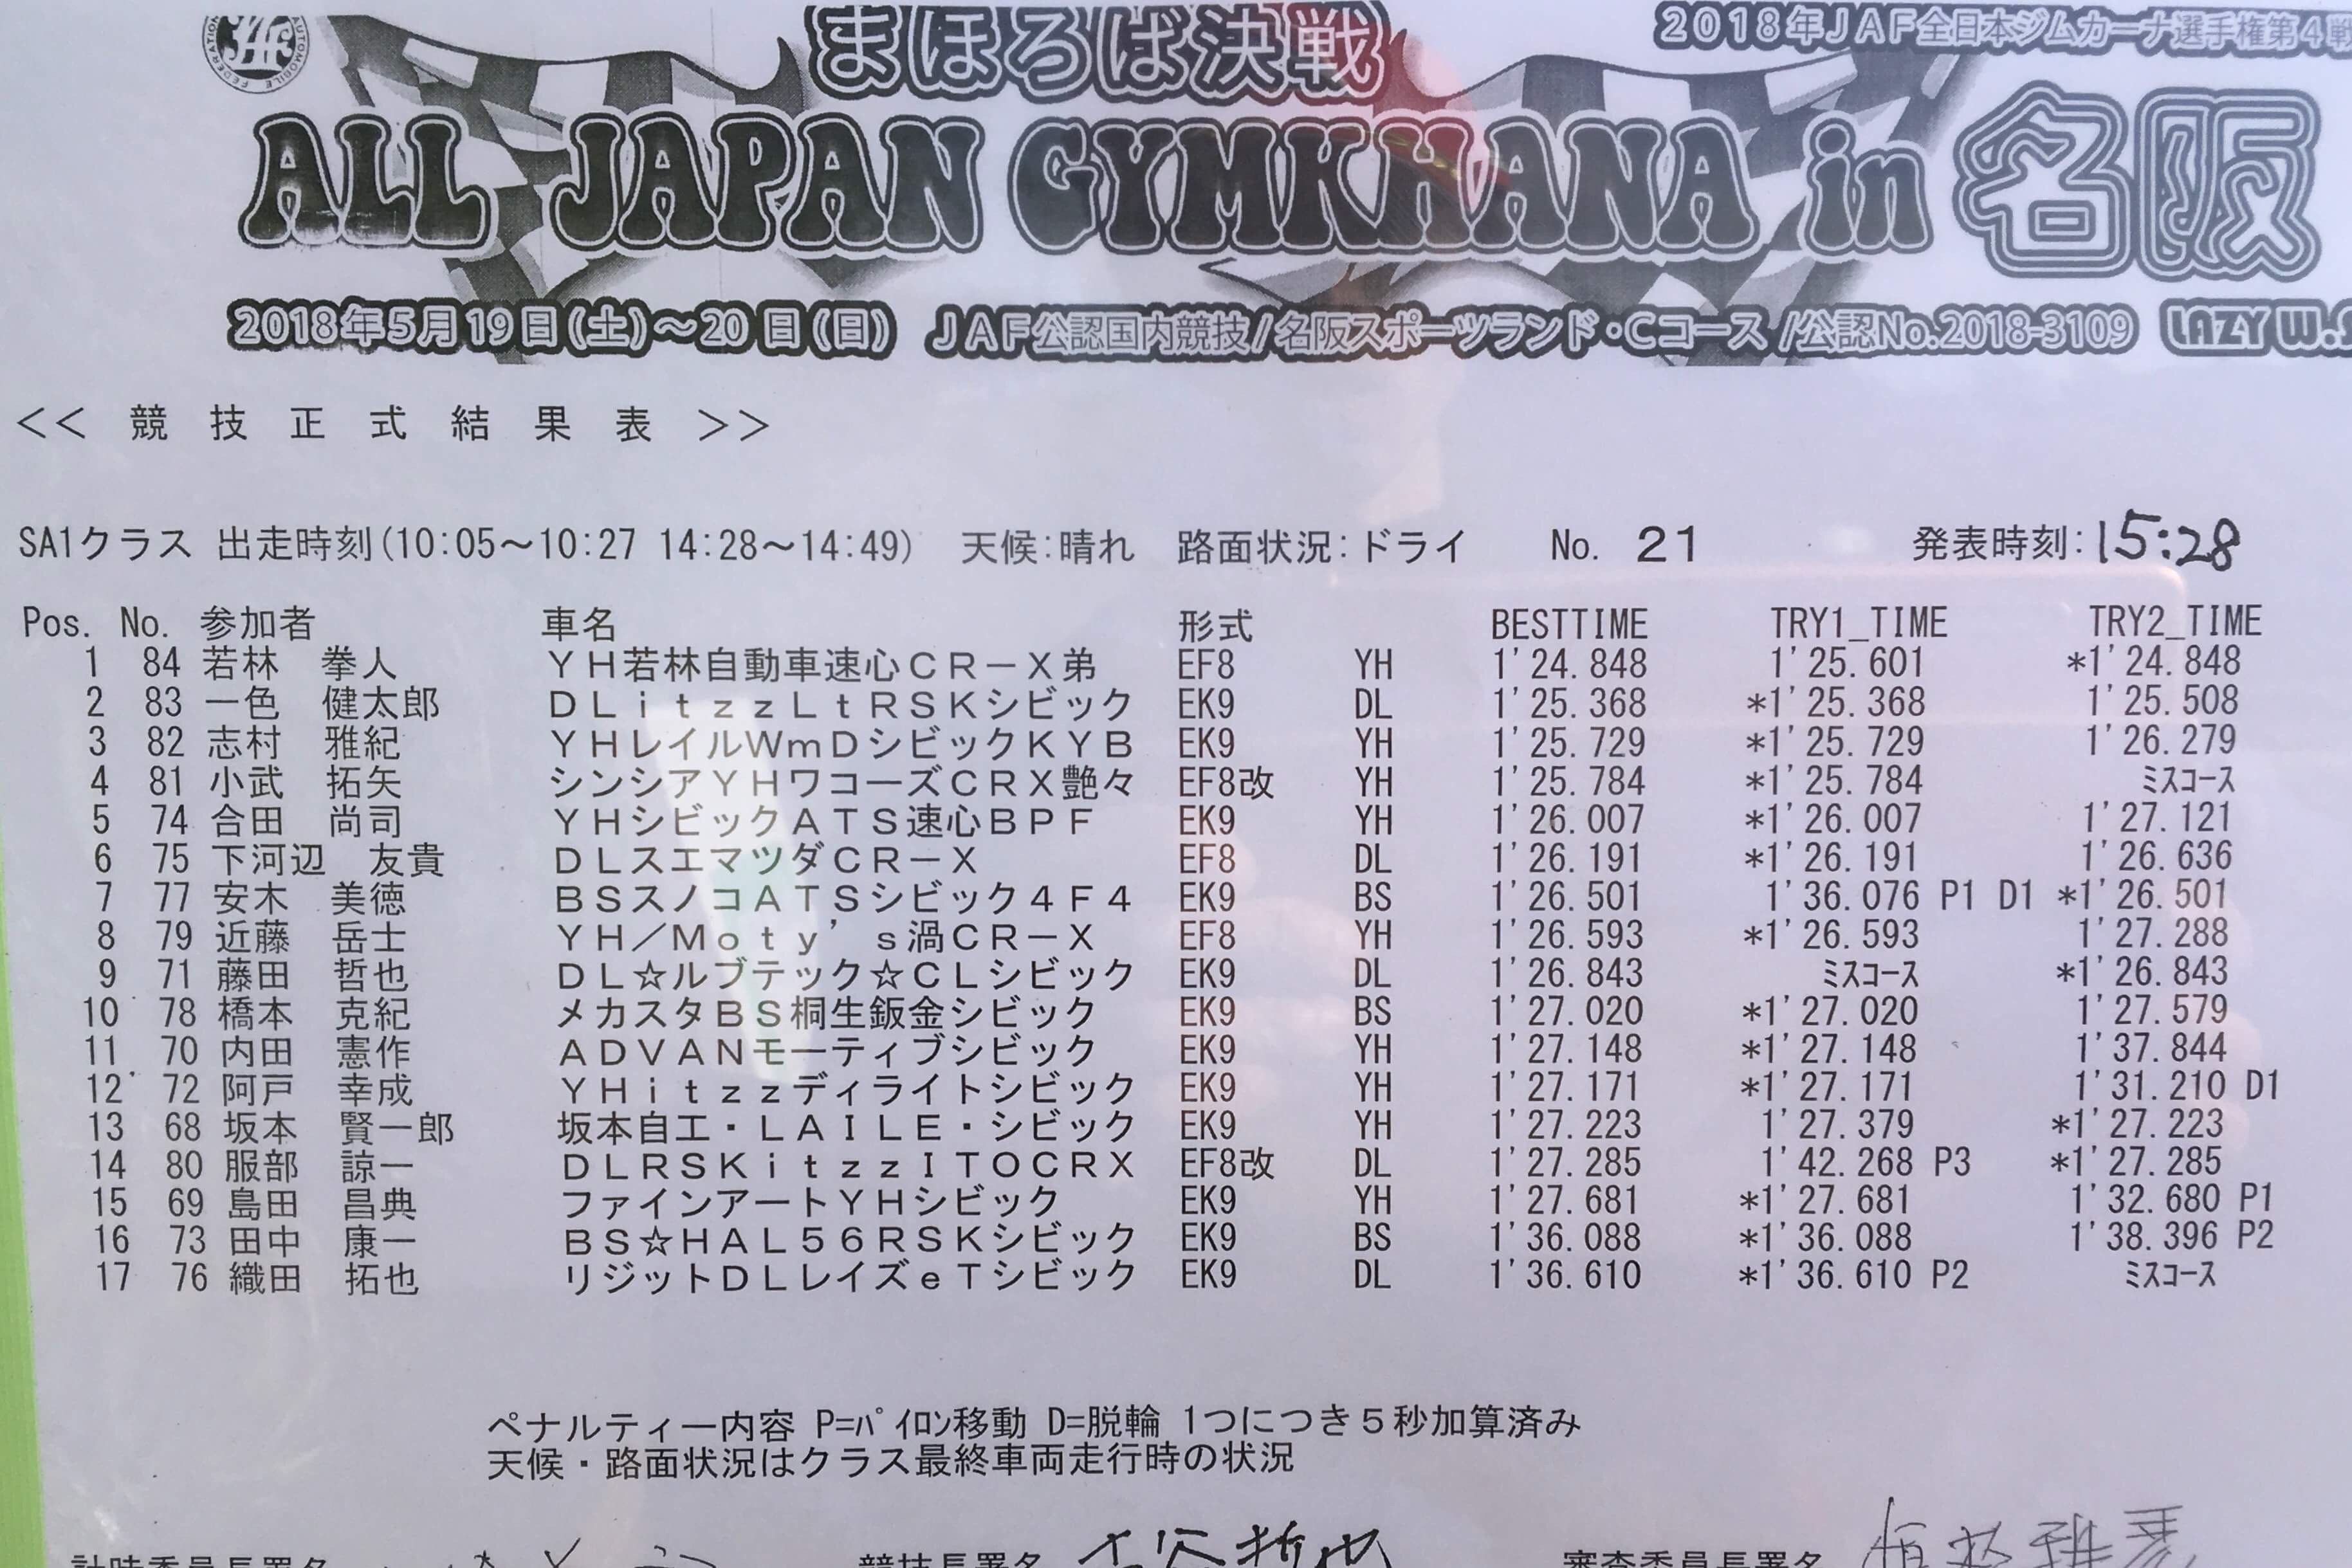 まほろば決戦
2018年JAF全日本ジムカーナ選手権第4戦
ALL JAPAN GYMKHANA in 名阪
2018年5月19日(土)～20日(日) JAF公認国内競技/名阪スポーツランド・Cコース/公認No.2018-3109 LAZY W.
<< 競技正式結果表 >>
SA1クラス 出走時刻(10:05～10:27 14:28～14:49) 天候:晴れ 路面状況:ドライ No. 21 発表時刻:15:28
Pos. No. 参加者 車名 形式 BESTTIME TRY1_TIME TRY2_TIME
1 84 若林 拳人 ＹＨ若林自動車速心ＣＲ－Ｘ弟 EF8 YH 1'24.848 1'25.601 *1'24.848
2 83 一色 健太郎 ＤＬｉｔｚｚＬｔＲＳＫシビック EK9 DL 1'25.368 *1'25.368 1'25.508
3 82 志村 雅紀 ＹＨレイルＷｍＤシビックＫＹＢ EK9 YH 1'25.729 *1'25.729 1'26.279
4 81 小武 拓矢 シンシアＹＨワコーズＣＲＸ艶々 EF8改 YH 1'25.784 *1'25.784 ﾐｽｺｰｽ
5 74 合田 尚司 ＹＨシビックＡＴＳ速心ＢＰＦ EK9 YH 1'26.007 *1'26.007 1'27.121
6 75 下河辺 友貴 ＤＬスエマツダＣＲ－Ｘ EF8 DL 1'26.191 *1'26.191 1'26.636
7 77 安木 美徳 ＢＳスノコＡＴＳシビック４Ｆ４ EK9 BS 1'26.501 1'36.076 P1 D1 *1'26.501
8 79 近藤 岳士 ＹＨ／Ｍｏｔｙ’ｓ渦ＣＲ－Ｘ EF8 YH 1'26.593 *1'26.593 1'27.288
9 71 藤田 哲也 ＤＬ☆ルブテック☆ＣＬシビック EK9 DL 1'26.843 ﾐｽｺｰｽ *1'26.843
10 78 橋本 克紀 メカスタＢＳ桐生鈑金シビック EK9 BS 1'27.020 *1'27.020 1'27.579
11 70 内田 憲作 ＡＤＶＡＮモーティブシビック EK9 YH 1'27.148 *1'27.148 1'37.844
12 72 阿戸 幸成 ＹＨｉｔｚｚディライトシビック EK9 YH 1'27.171 *1'27.171 1'31.210 D1
13 68 坂本 賢一郎 坂本自工・ＬＡＩＬＥ・シビック EK9 YH 1'27.223 1'27.379 *1'27.223
14 80 服部 諒一 ＤＬＲＳＫｉｔｚｚＩＴＯＣＲＸ EF8改 DL 1'27.285 1'42.268 P3 *1'27.285
15 69 島田 昌典 ファインアートＹＨシビック EK9 YH 1'27.681 *1'27.681 1'32.680 P1
16 73 田中 康一 ＢＳ☆ＨＡＬ５６ＲＳＫシビック EK9 BS 1'36.088 *1'36.088 1'38.396 P2
17 76 織田 拓也 リジットＤＬレイズｅＴシビック EK9 DL 1'36.610 *1'36.610 P2 ﾐｽｺｰｽ
ペナルティー内容 P=ﾊﾟｲﾛﾝ移動 D=脱輪 1つにつき５秒加算済み
天候・路面状況はクラス最終車両走行時の状況
計時委員長署名 競技長署名 審査委員長署名